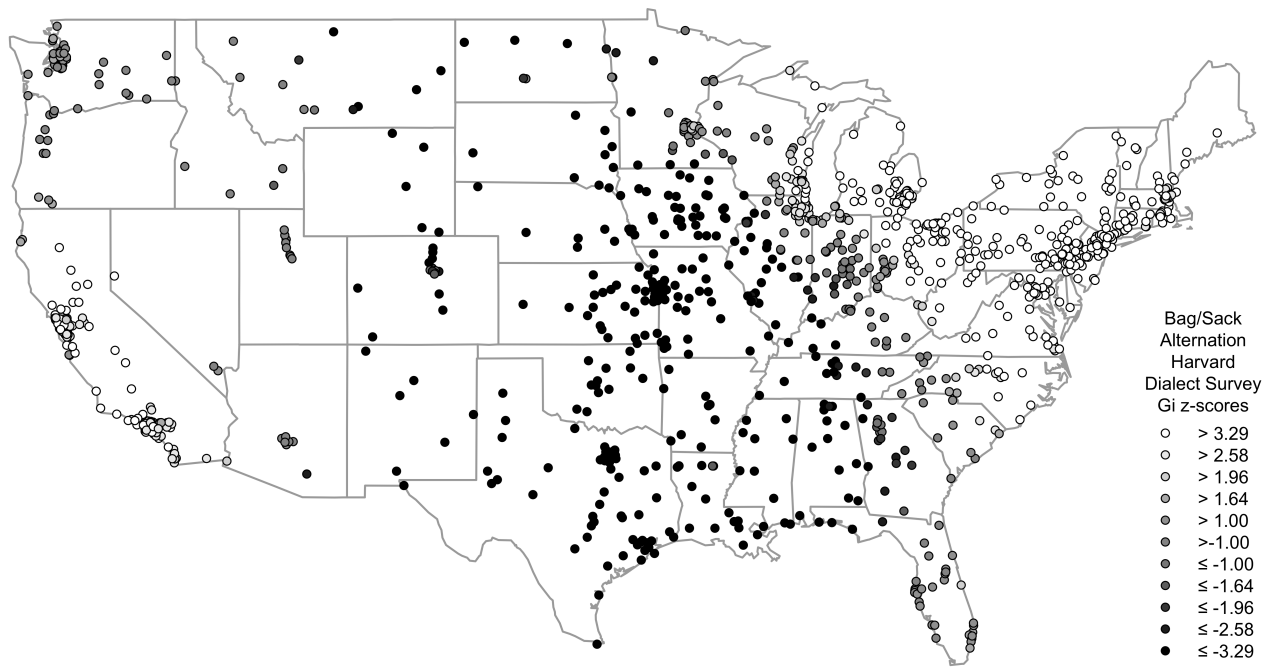 Bag/Sack
Alternation
Harvard
Dialect Survey
Gi z-scores
> 3.29
> 2.58
> 1.96
> 1.64
> 1.00
>-1.00
≤ -1.00
≤ -1.64
≤ -1.96
≤ -2.58
≤ -3.29